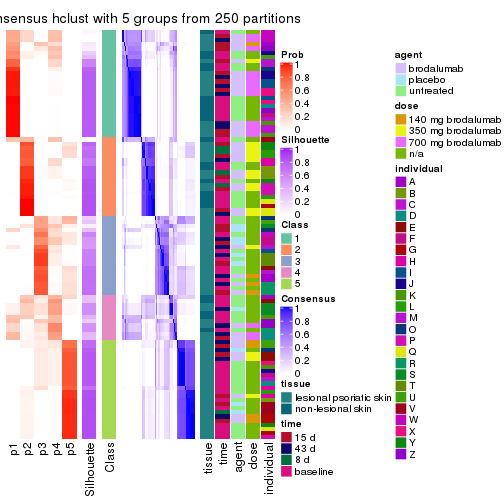 nsensus hclust with 5 groups from 250 partitions
Prob
1
0.8
0.6
0.4
0.2
0
Silhouette
1
0.8
0.6
0.4
0.2
0
Class
1
2
3
4
5
Consensus
1
0.8
0.6
0.4
0.2
0
tissue
lesional psoriatic skin
non-lesional skin
time
15 d
43 d
8 d
baseline
agent
brodalumab
placebo
untreated
dose
140 mg brodalumab
350 mg brodalumab
700 mg brodalumab
n/a
individual
A
B
C
D
E
F
G
H
I
J
K
L
M
O
P
Q
R
S
T
U
V
W
X
Y
Z
p1
p2
p3
p4
p5
Silhouette
Class
tissue
time
agent
dose
individual